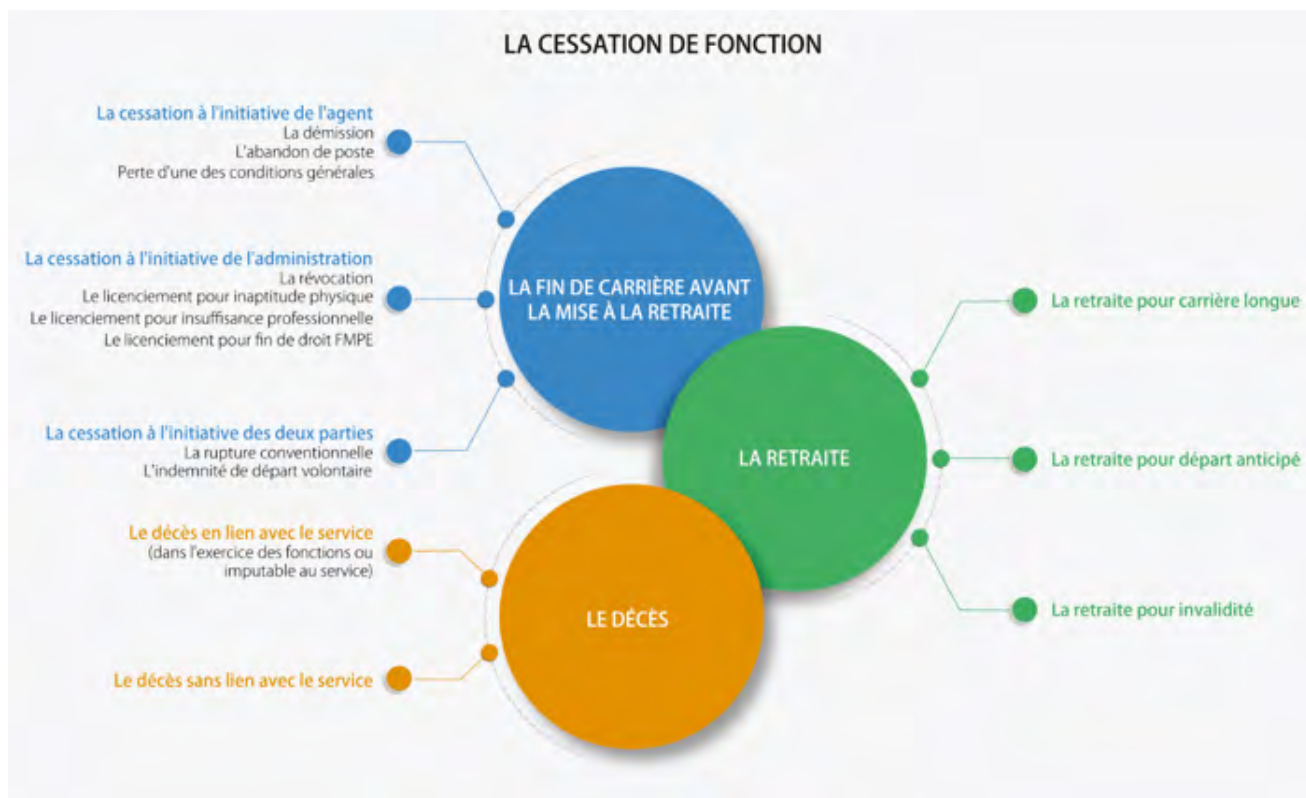 LA CESSATION DE FONCTION
La cessation à l'initiative de l'agent
La démission
L'abandon de poste
Perte d'une des conditions générales
La cessation à l'initiative de l'administration
La révocation
Le licenciement pour inaptitude physique
Le licenciement pour insuffisance professionnelle
Le licenciement pour fin de droit FMPE
La cessation à l'initiative des deux parties
La rupture conventionnelle
L'indemnité de départ volontaire
LA FIN DE CARRIÈRE AVANT
LA MISE À LA RETRAITE
LA RETRAITE
La retraite pour carrière longue
La retraite pour départ anticipé
La retraite pour invalidité
Le décès en lien avec le service
(dans l'exercice des fonctions ou
imputable au service)
Le décès sans lien avec le service
LE DÉCÈS